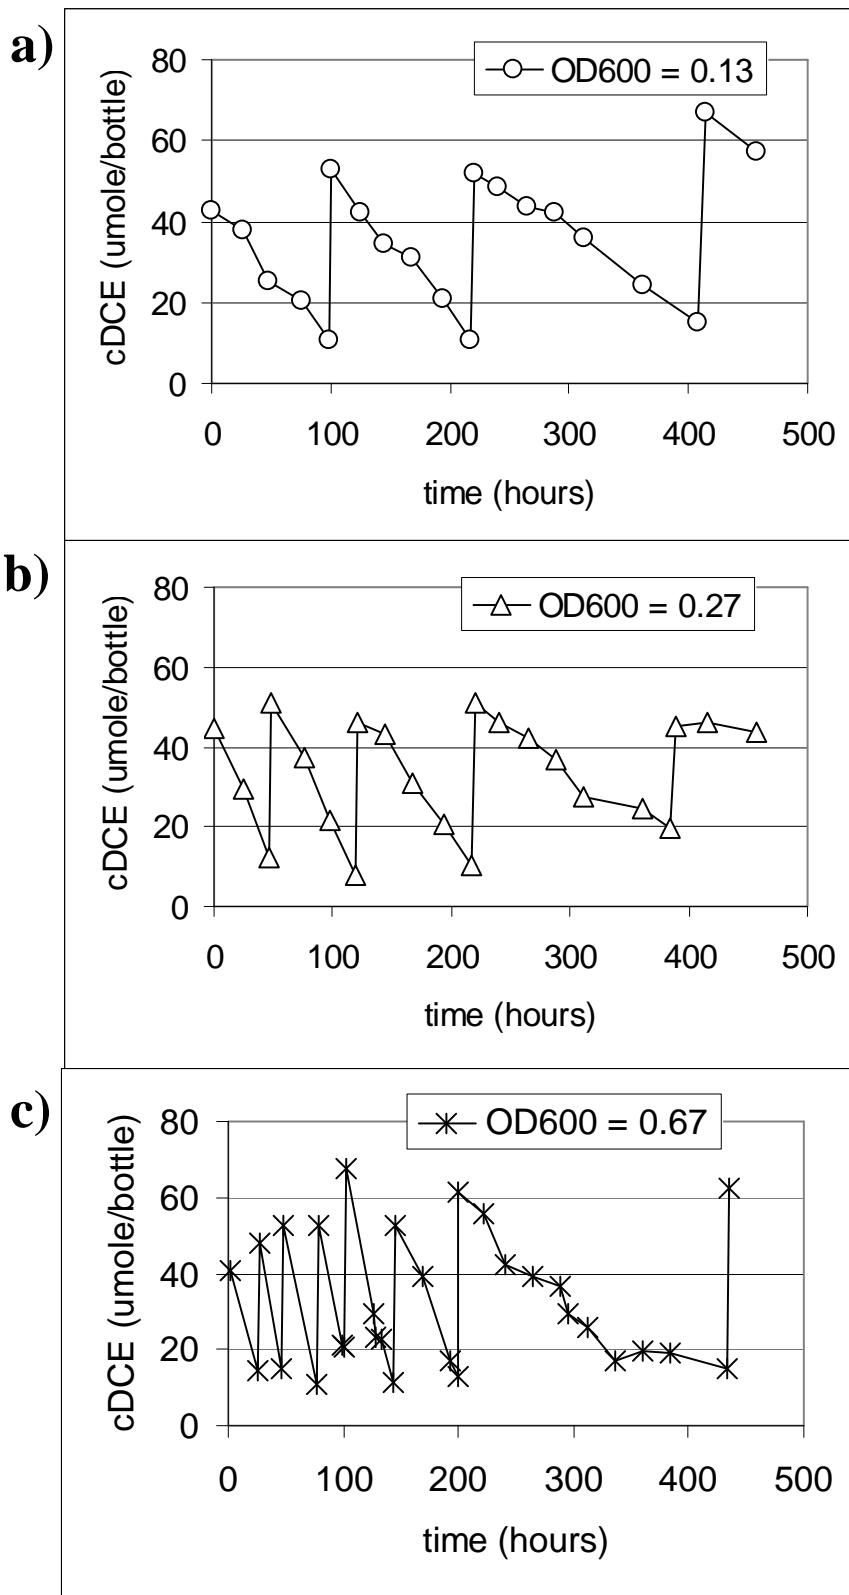 a)
OD600 = 0.13
cDCE (umole/bottle)
80
60
40
20
0
0 100 200 300 400 500
time (hours)
b)
OD600 = 0.27
cDCE (umole/bottle)
80
60
40
20
0
0 100 200 300 400 500
time (hours)
c)
OD600 = 0.67
cDCE (umole/bottle)
80
60
40
20
0
0 100 200 300 400 500
time (hours)